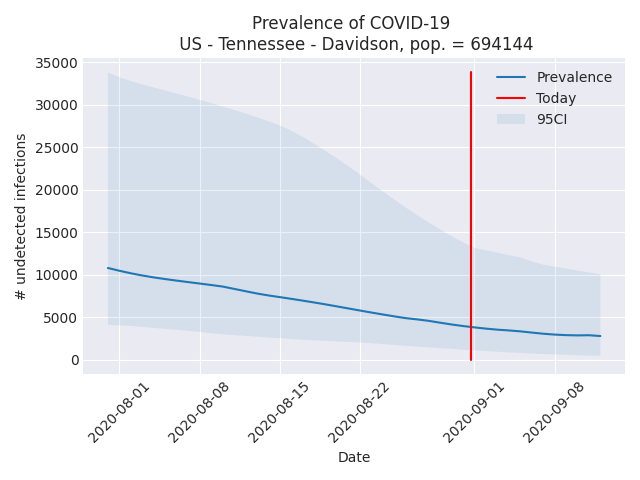 Prevalence of COVID-19
US - Tennessee - Davidson, pop. = 694144
35000
30000
25000
20000
15000
10000
5000
0
# undetected infections
Prevalence
Today
95CI
2020-08-01
2020-08-08
2020-08-15
2020-08-22
2020-09-01
2020-09-08
Date